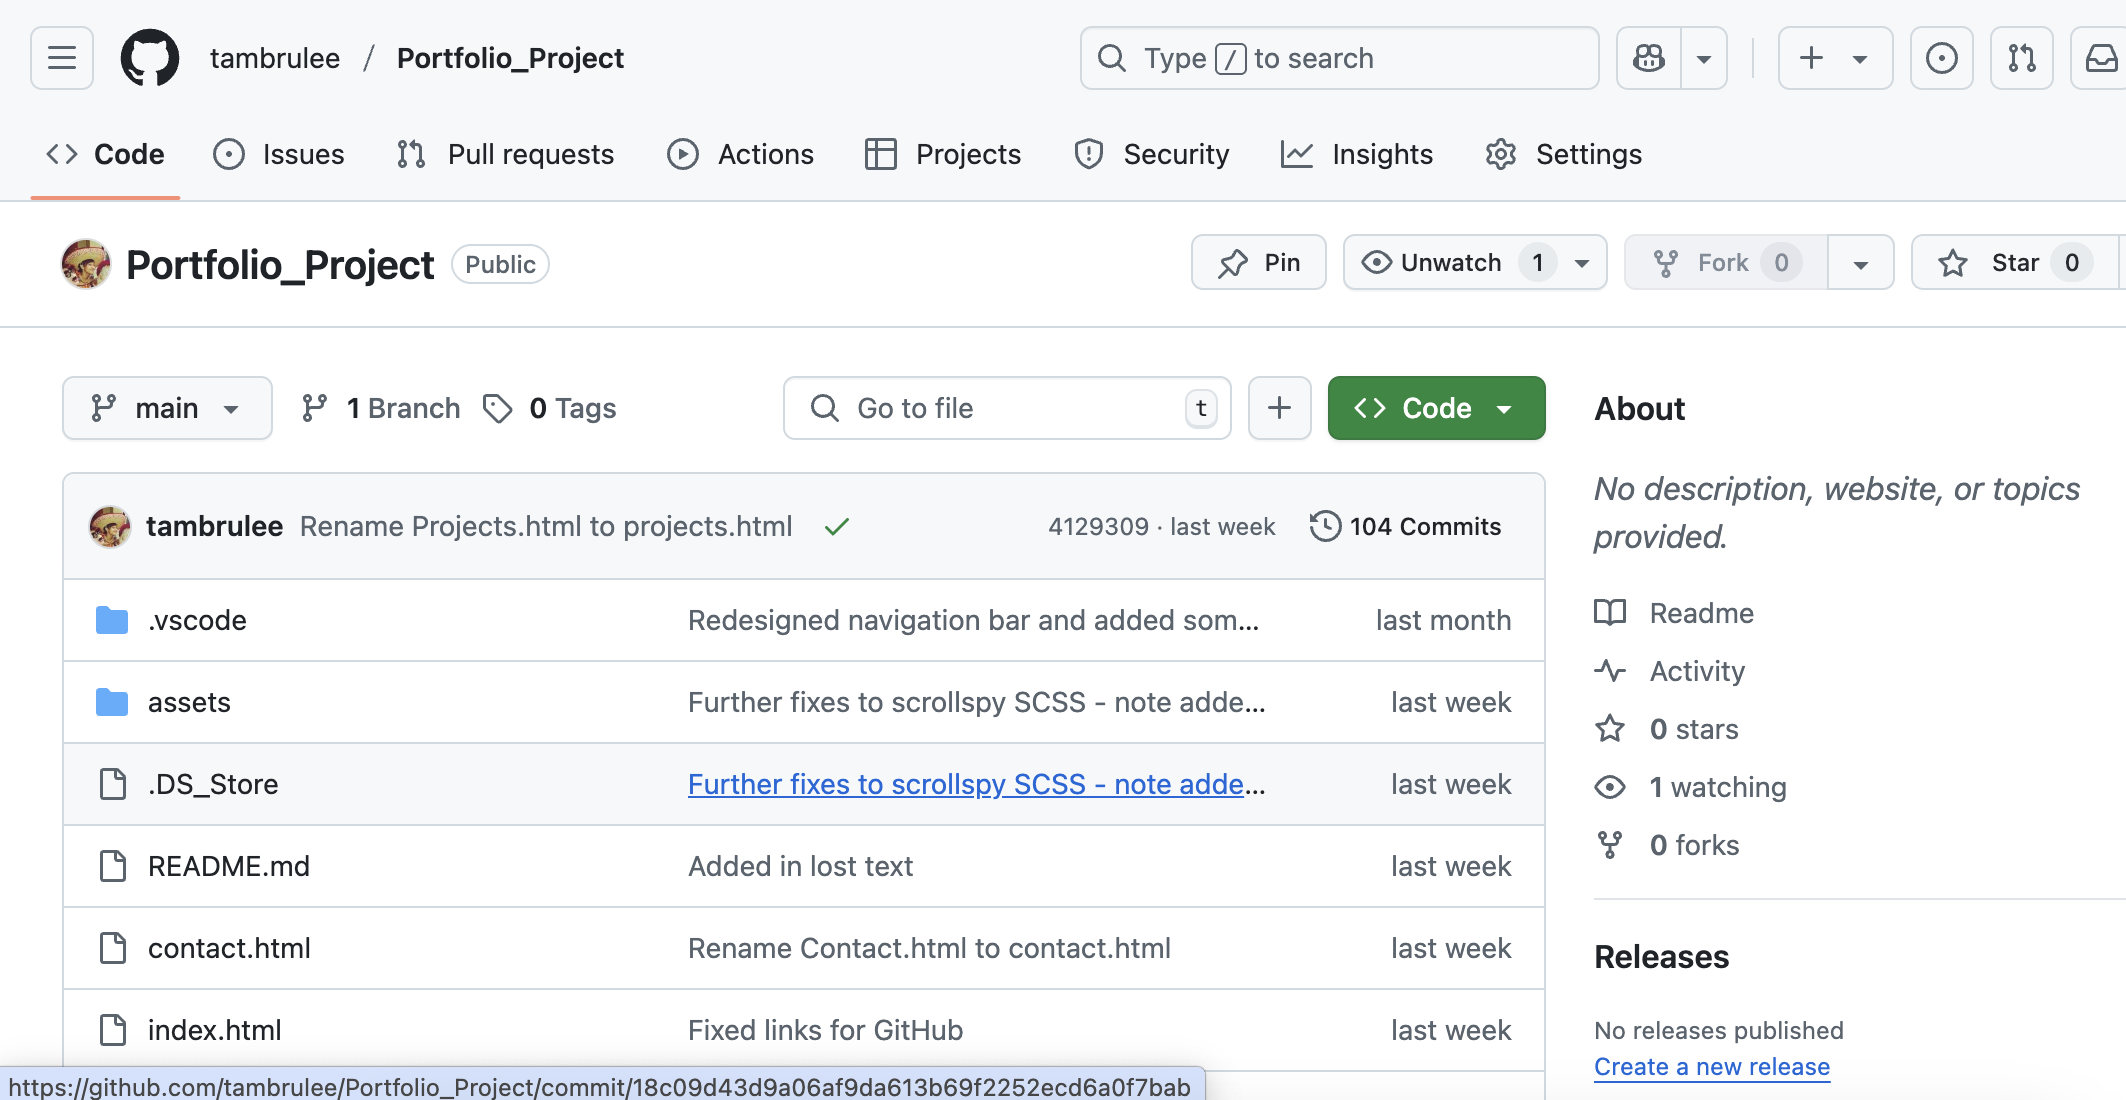 tambrulee / Portfolio_Project
Type / to search
Code Issues Pull requests Actions Projects Security Insights Settings
Portfolio_Project Public
Pin Unwatch 1 Fork 0 Star 0
main 1 Branch 0 Tags Go to file t Code
tambrulee Rename Projects.html to projects.html 4129309 · last week 104 Commits
.vscode Redesigned navigation bar and added som... last month
assets Further fixes to scrollspy SCSS - note adde... last week
.DS_Store Further fixes to scrollspy SCSS - note adde... last week
README.md Added in lost text last week
contact.html Rename Contact.html to contact.html last week
index.html Fixed links for GitHub last week
About
No description, website, or topics
provided.
Readme
Activity
0 stars
1 watching
0 forks
Releases
No releases published
Create a new release
https://github.com/tambrulee/Portfolio_Project/commit/18c09d43d9a06af9da613b69f2252ecd6a0f7bab